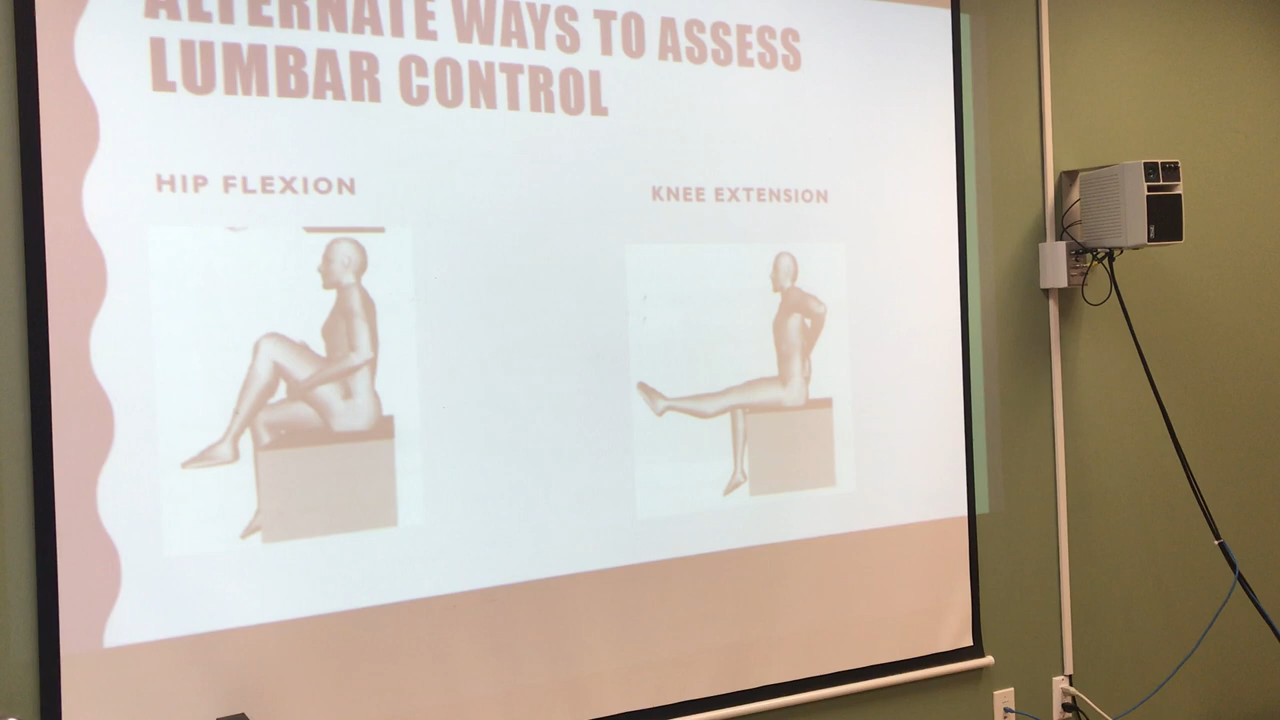 ALTERNATE WAYS TO ASSESS
LUMBAR CONTROL
HIP FLEXION
KNEE EXTENSION